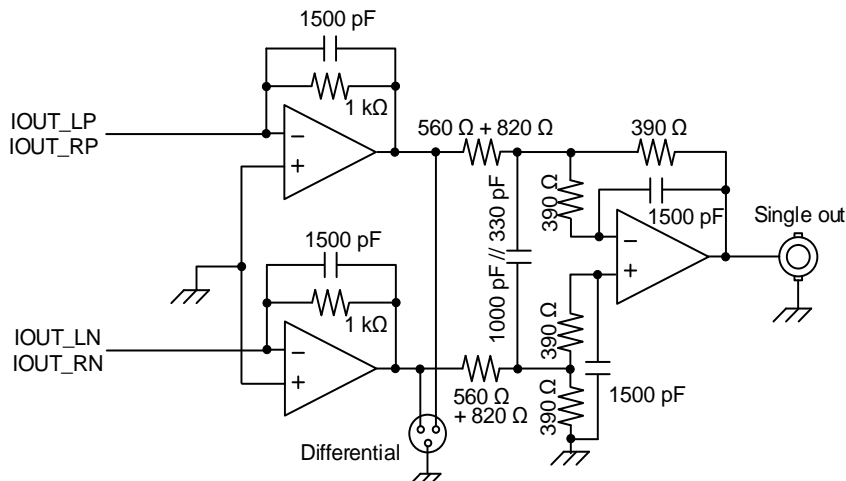 1500 pF
1 kΩ
IOUT_LP
IOUT_RP
560 Ω + 820 Ω
390 Ω
390 Ω
1500 pF
Single out
−
+
1500 pF
1 kΩ
1000 pF // 330 pF
−
+
IOUT_LN
IOUT_RN
−
+
390 Ω
560 Ω
+ 820 Ω
390 Ω
1500 pF
Differential